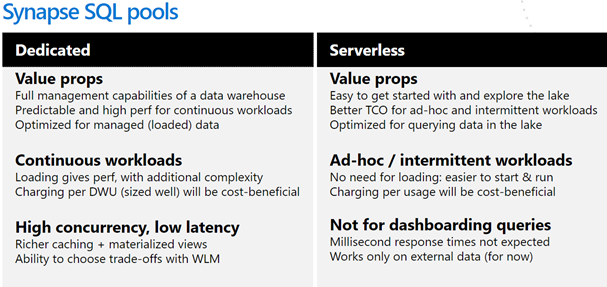 Synapse SQL pools
Dedicated
Value props
Full management capabilities of a data warehouse
Predictable and high perf for continuous workloads
Optimized for managed (loaded) data
Continuous workloads
Loading gives perf, with additional complexity
Charging per DWU (sized well) will be cost-beneficial
High concurrency, low latency
Richer caching + materialized views
Ability to choose trade-offs with WLM
Serverless
Value props
Easy to get started with and explore the lake
Better TCO for ad-hoc and intermittent workloads
Optimized for querying data in the lake
Ad-hoc / intermittent workloads
No need for loading: easier to start & run
Charging per usage will be cost-beneficial
Not for dashboarding queries
Millisecond response times not expected
Works only on external data (for now)